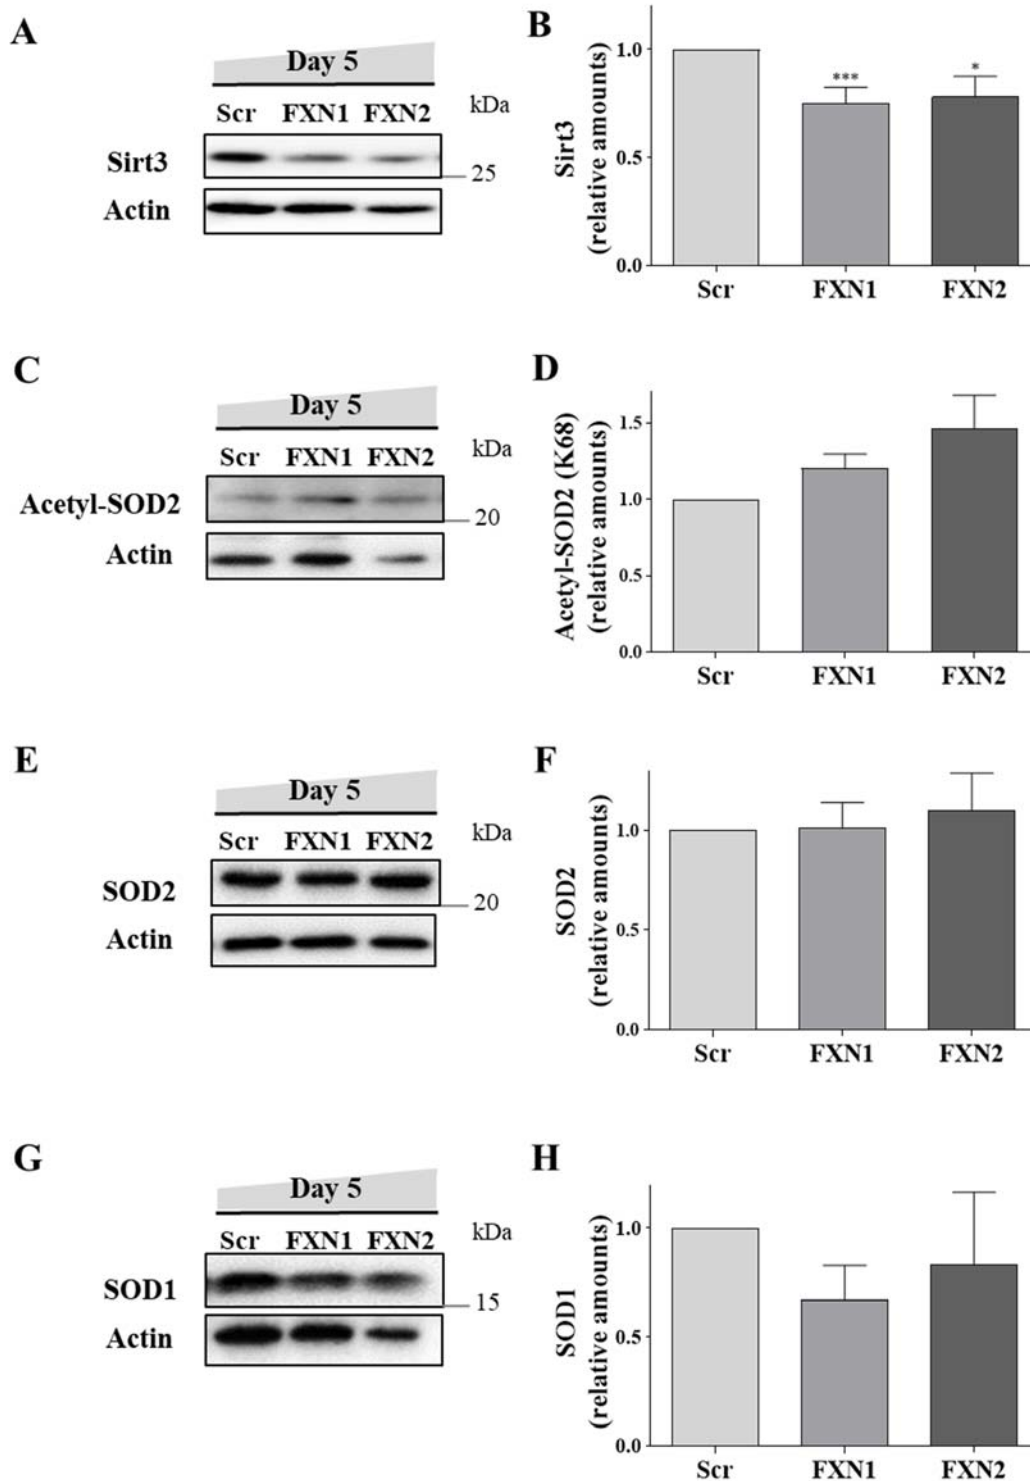 A
Day 5
kDa
Scr FXN1 FXN2
Sirt3
25
Actin
B
Sirt3
(relative amounts)
1.0
0.5
0.0
***
*
Scr FXN1 FXN2
C
Day 5
kDa
Scr FXN1 FXN2
Acetyl-SOD2
20
Actin
D
Acetyl-SOD2 (K68)
(relative amounts)
1.5
1.0
0.5
0.0
Scr FXN1 FXN2
E
Day 5
kDa
Scr FXN1 FXN2
SOD2
20
Actin
F
SOD2
(relative amounts)
1.0
0.5
0.0
Scr FXN1 FXN2
G
Day 5
kDa
Scr FXN1 FXN2
SOD1
15
Actin
H
SOD1
(relative amounts)
1.0
0.5
0.0
Scr FXN1 FXN2